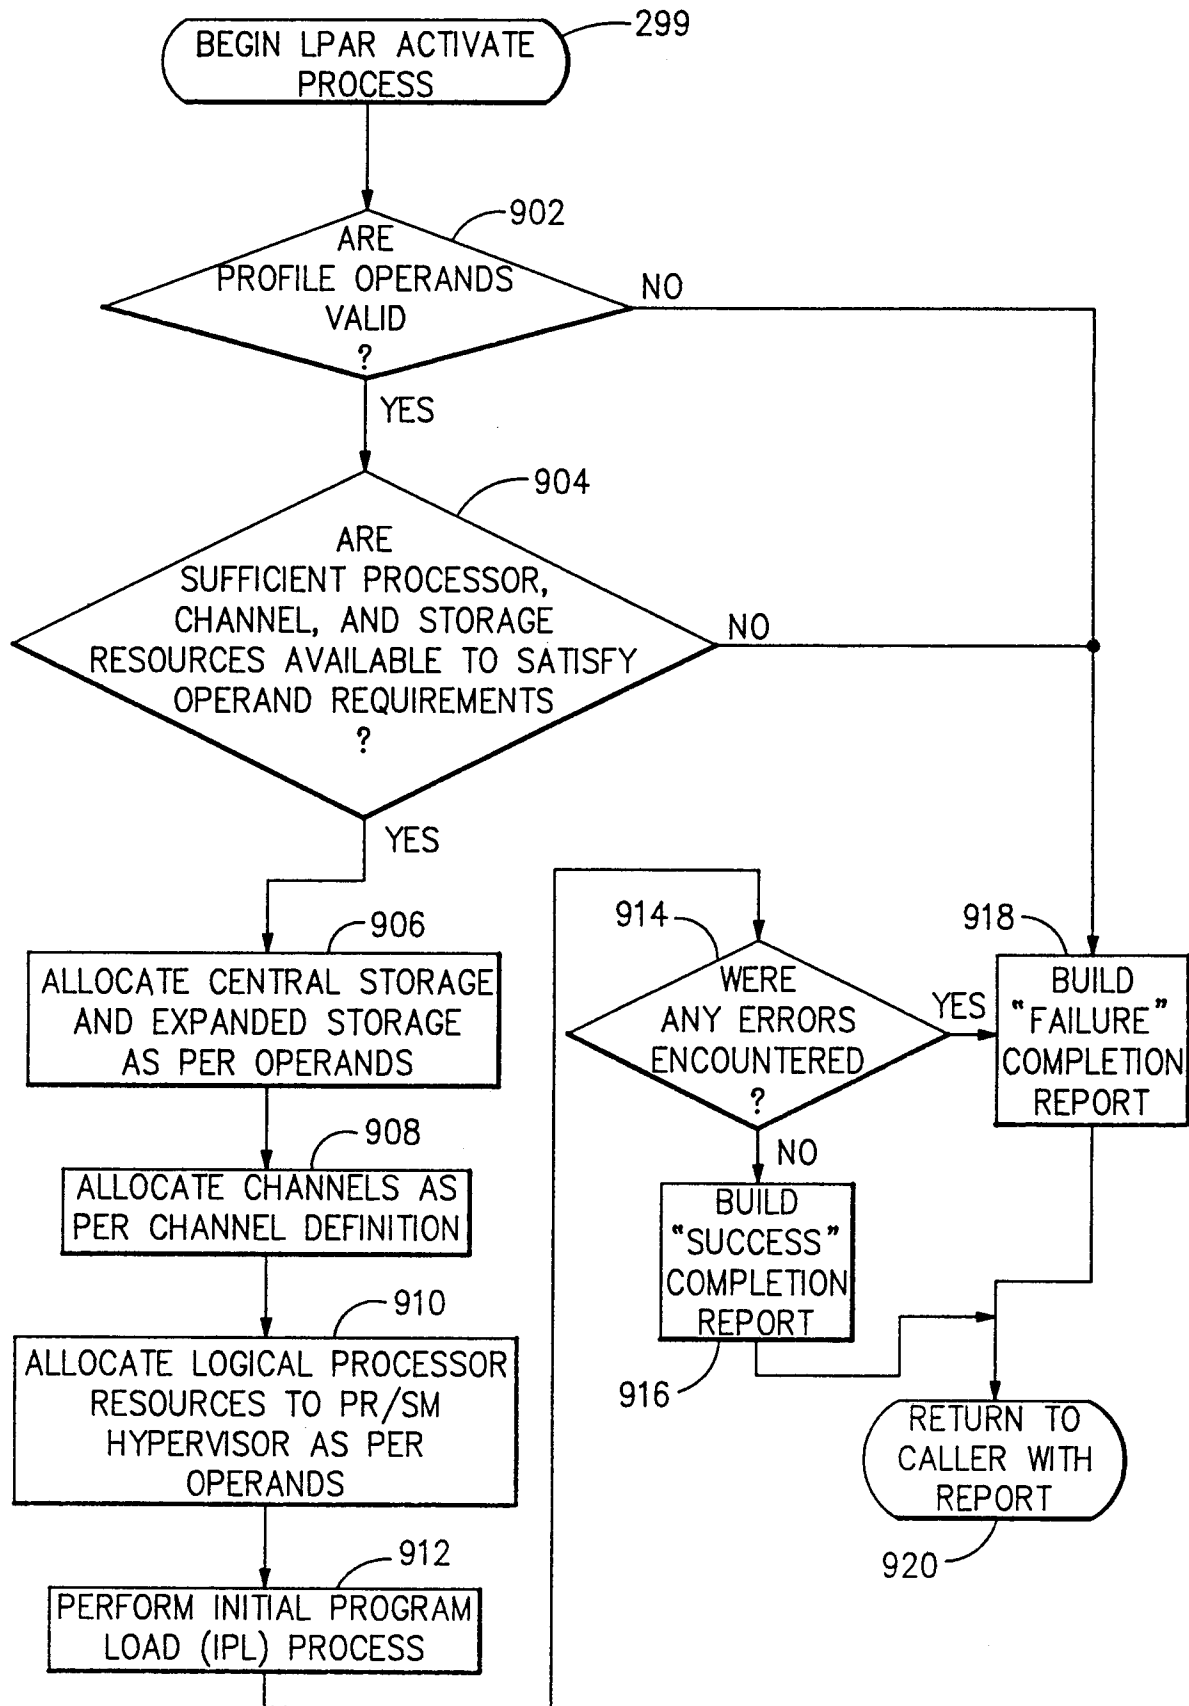 299
BEGIN LPAR ACTIVATE
PROCESS
902
ARE
PROFILE OPERANDS
VALID
?
NO
YES
904
ARE
SUFFICIENT PROCESSOR,
CHANNEL, AND STORAGE
RESOURCES AVAILABLE TO SATISFY
OPERAND REQUIREMENTS
?
NO
YES
906
ALLOCATE CENTRAL STORAGE
AND EXPANDED STORAGE
AS PER OPERANDS
908
ALLOCATE CHANNELS AS
PER CHANNEL DEFINITION
910
ALLOCATE LOGICAL PROCESSOR
RESOURCES TO PR/SM
HYPERVISOR AS PER
OPERANDS
912
PERFORM INITIAL PROGRAM
LOAD (IPL) PROCESS
914
WERE
ANY ERRORS
ENCOUNTERED
?
YES
NO
918
BUILD
"FAILURE"
COMPLETION
REPORT
BUILD
"SUCCESS"
COMPLETION
REPORT
916
RETURN TO
CALLER WITH
REPORT
920